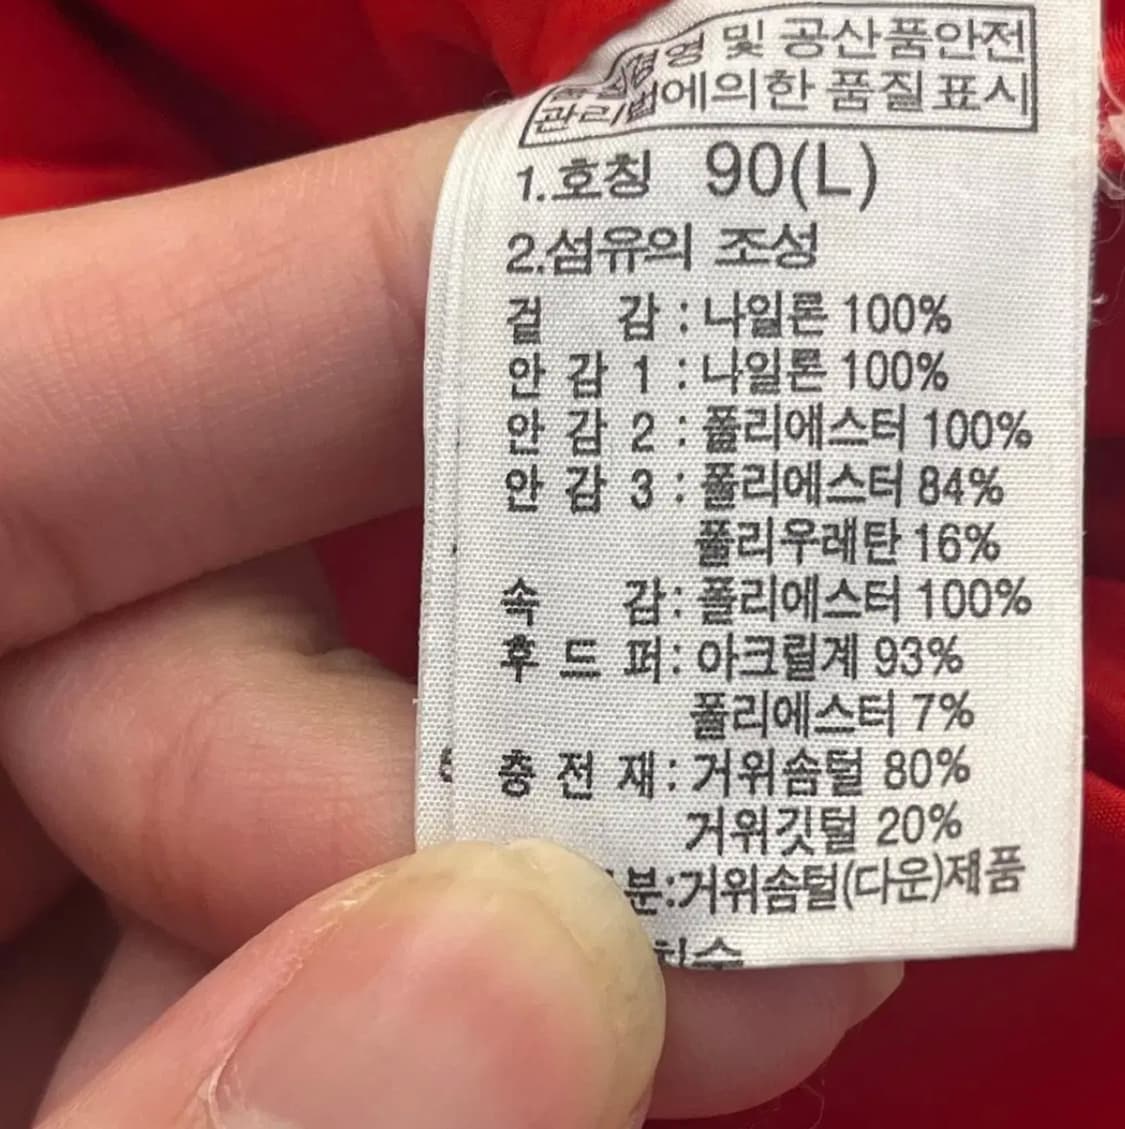 및 공산품안전
관리법에의한 품질표시
1.호칭 90(L)
2.섬유의 조성
겉 감 : 나일론 100%
안 감 1 : 나일론 100%
안 감 2 : 폴리에스터 100%
안 감 3 : 폴리에스터 84%
폴리우레탄 16%
속 감 : 폴리에스터 100%
후 드 퍼 : 아크릴계 93%
폴리에스터 7%
충 전 재 : 거위솜털 80%
거위깃털 20%
분:거위솜털(다운)제품
치수